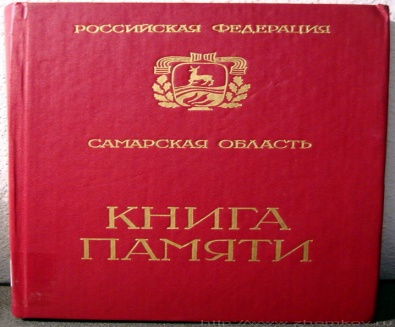 РОССИЙСКАЯ ФЕДЕРАЦИЯ
САМАРСКАЯ ОБЛАСТЬ
КНИГА
ПАМЯТИ